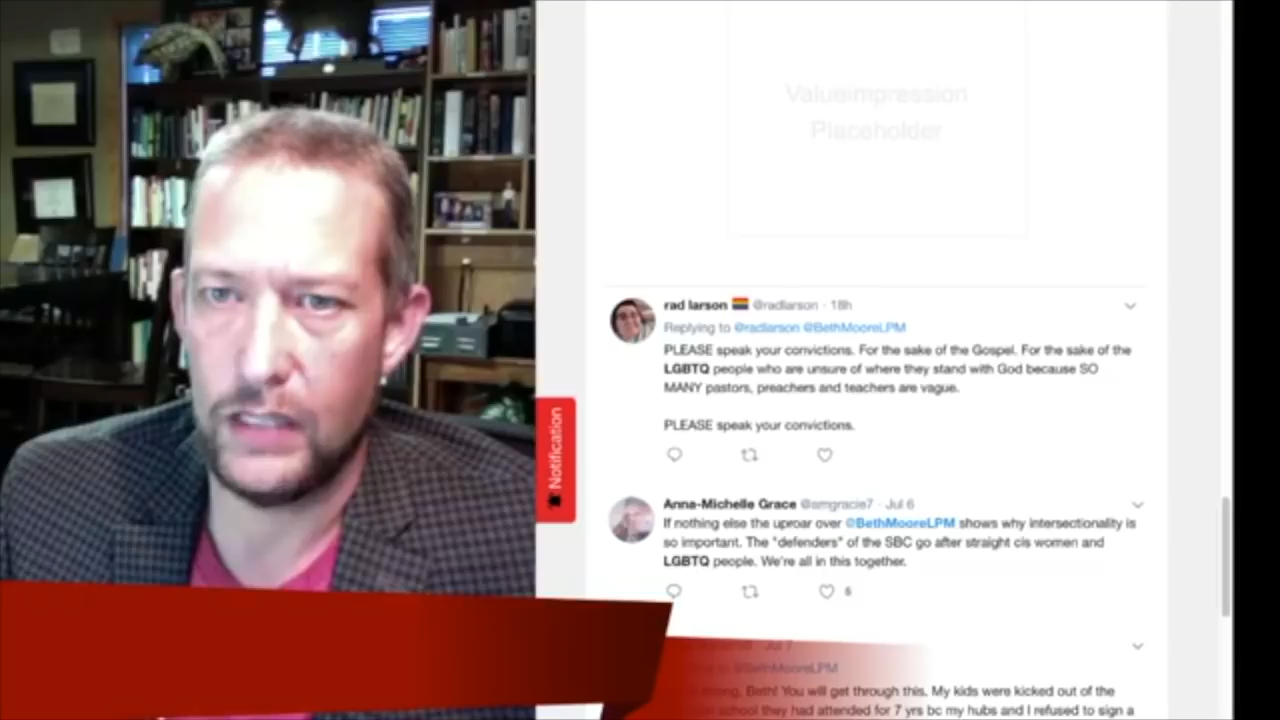 Valueimpression
Placeholder
rad larson @radlarson · 18h
Replying to @radlarson @BethMooreLPM
PLEASE speak your convictions. For the sake of the Gospel. For the sake of the
LGBTQ people who are unsure of where they stand with God because SO
MANY pastors, preachers and teachers are vague.
PLEASE speak your convictions.
Notification
Anna-Michelle Grace @amgracie7 · Jul 6
If nothing else the uproar over @BethMooreLPM shows why intersectionality is
so important. The "defenders" of the SBC go after straight cis women and
LGBTQ people. We're all in this together.
6
Jul 7
@BethMooreLPM
Beth! You will get through this. My kids were kicked out of the
school they had attended for 7 yrs bc my hubs and I refused to sign a